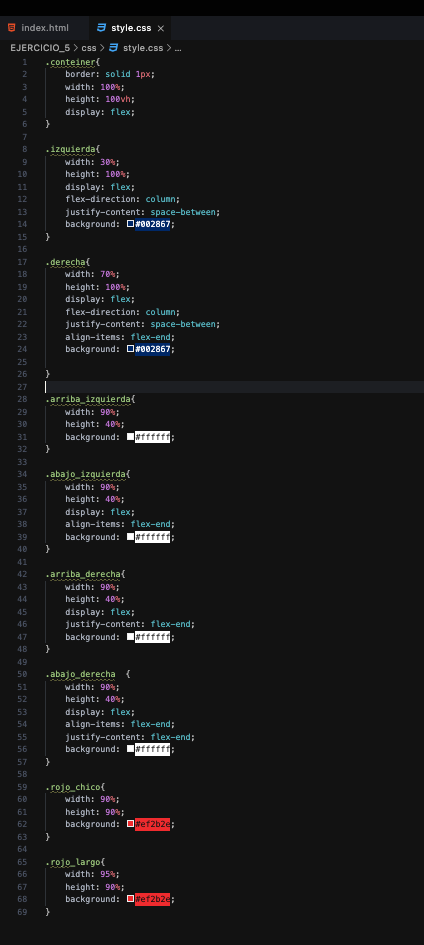 index.html style.css ×
EJERCICIO_5 > css > style.css > ...
1 .conteiner{
2 border: solid 1px;
3 width: 100%;
4 height: 100vh;
5 display: flex;
6 }
7
8 .izquierda{
9 width: 30%;
10 height: 100%;
11 display: flex;
12 flex-direction: column;
13 justify-content: space-between;
14 background: #002867;
15 }
16
17 .derecha{
18 width: 70%;
19 height: 100%;
20 display: flex;
21 flex-direction: column;
22 justify-content: space-between;
23 align-items: flex-end;
24 background: #002867;
25
26 }
27
28 .arriba_izquierda{
29 width: 90%;
30 height: 40%;
31 background: #ffffff;
32 }
33
34 .abajo_izquierda{
35 width: 90%;
36 height: 40%;
37 display: flex;
38 align-items: flex-end;
39 background: #ffffff;
40 }
41
42 .arriba_derecha{
43 width: 90%;
44 height: 40%;
45 display: flex;
46 justify-content: flex-end;
47 background: #ffffff;
48 }
49
50 .abajo_derecha {
51 width: 90%;
52 height: 40%;
53 display: flex;
54 align-items: flex-end;
55 justify-content: flex-end;
56 background: #ffffff;
57 }
58
59 .rojo_chico{
60 width: 90%;
61 height: 90%;
62 background: #ef2b2e;
63 }
64
65 .rojo_largo{
66 width: 95%;
67 height: 90%;
68 background: #ef2b2e;
69 }